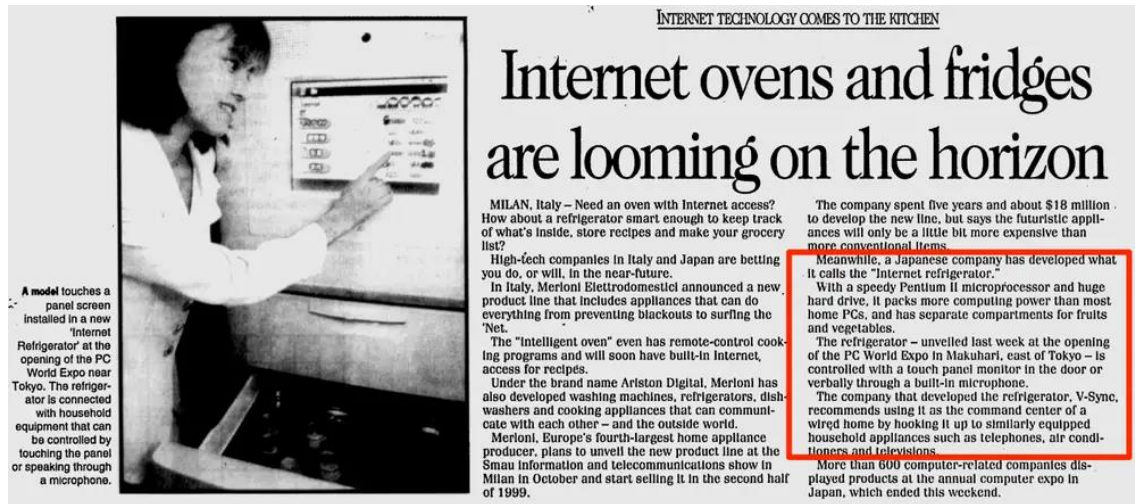 INTERNET TECHNOLOGY COMES TO THE KITCHEN
Internet ovens and fridges
are looming on the horizon
A model touches a
panel screen
installed in a new
'Internet
Refrigerator' at the
opening of the PC
World Expo near
Tokyo. The refriger-
ator is connected
with household
equipment that can
be controlled by
touching the panel
or speaking through
a microphone.
MILAN, Italy – Need an oven with Internet access?
How about a refrigerator smart enough to keep track
of what's inside, store recipes and make your grocery
list?
High-tech companies in Italy and Japan are betting
you do, or will, in the near-future.
In Italy, Merloni Elettrodomestici announced a new
product line that includes appliances that can do
everything from preventing blackouts to surfing the
'Net.
The "intelligent oven" even has remote-control cook-
ing programs and will soon have built-in Internet
access for recipes.
Under the brand name Ariston Digital, Merloni has
also developed washing machines, refrigerators, dish-
washers and cooking appliances that can communi-
cate with each other – and the outside world.
Merloni, Europe's fourth-largest home appliance
producer, plans to unveil the new product line at the
Smau information and telecommunications show in
Milan in October and start selling it in the second half
of 1999.
The company spent five years and about $18 million
to develop the new line, but says the futuristic appli-
ances will only be a little bit more expensive than
more conventional items.
Meanwhile, a Japanese company has developed what
it calls the "Internet refrigerator."
With a speedy Pentium II microprocessor and huge
hard drive, it packs more computing power than most
home PCs, and has separate compartments for fruits
and vegetables.
The refrigerator – unveiled last week at the opening
of the PC World Expo in Makuhari, east of Tokyo – is
controlled with a touch panel monitor in the door or
verbally through a built-in microphone.
The company that developed the refrigerator, V-Sync,
recommends using it as the command center of a
wired home by hooking it up to similarly equipped
household appliances such as telephones, air condi-
tioners and televisions.
More than 600 computer-related companies dis-
played products at the annual computer expo in
Japan, which ended this weekend.